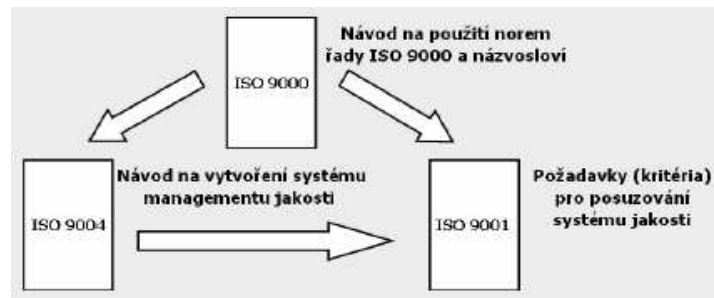 Návod na použití norem
řady ISO 9000 a názvosloví
ISO 9000
Návod na vytvoření systému
managementu jakosti
Požadavky (kritéria)
pro posuzování
systému jakosti
ISO 9004
ISO 9001